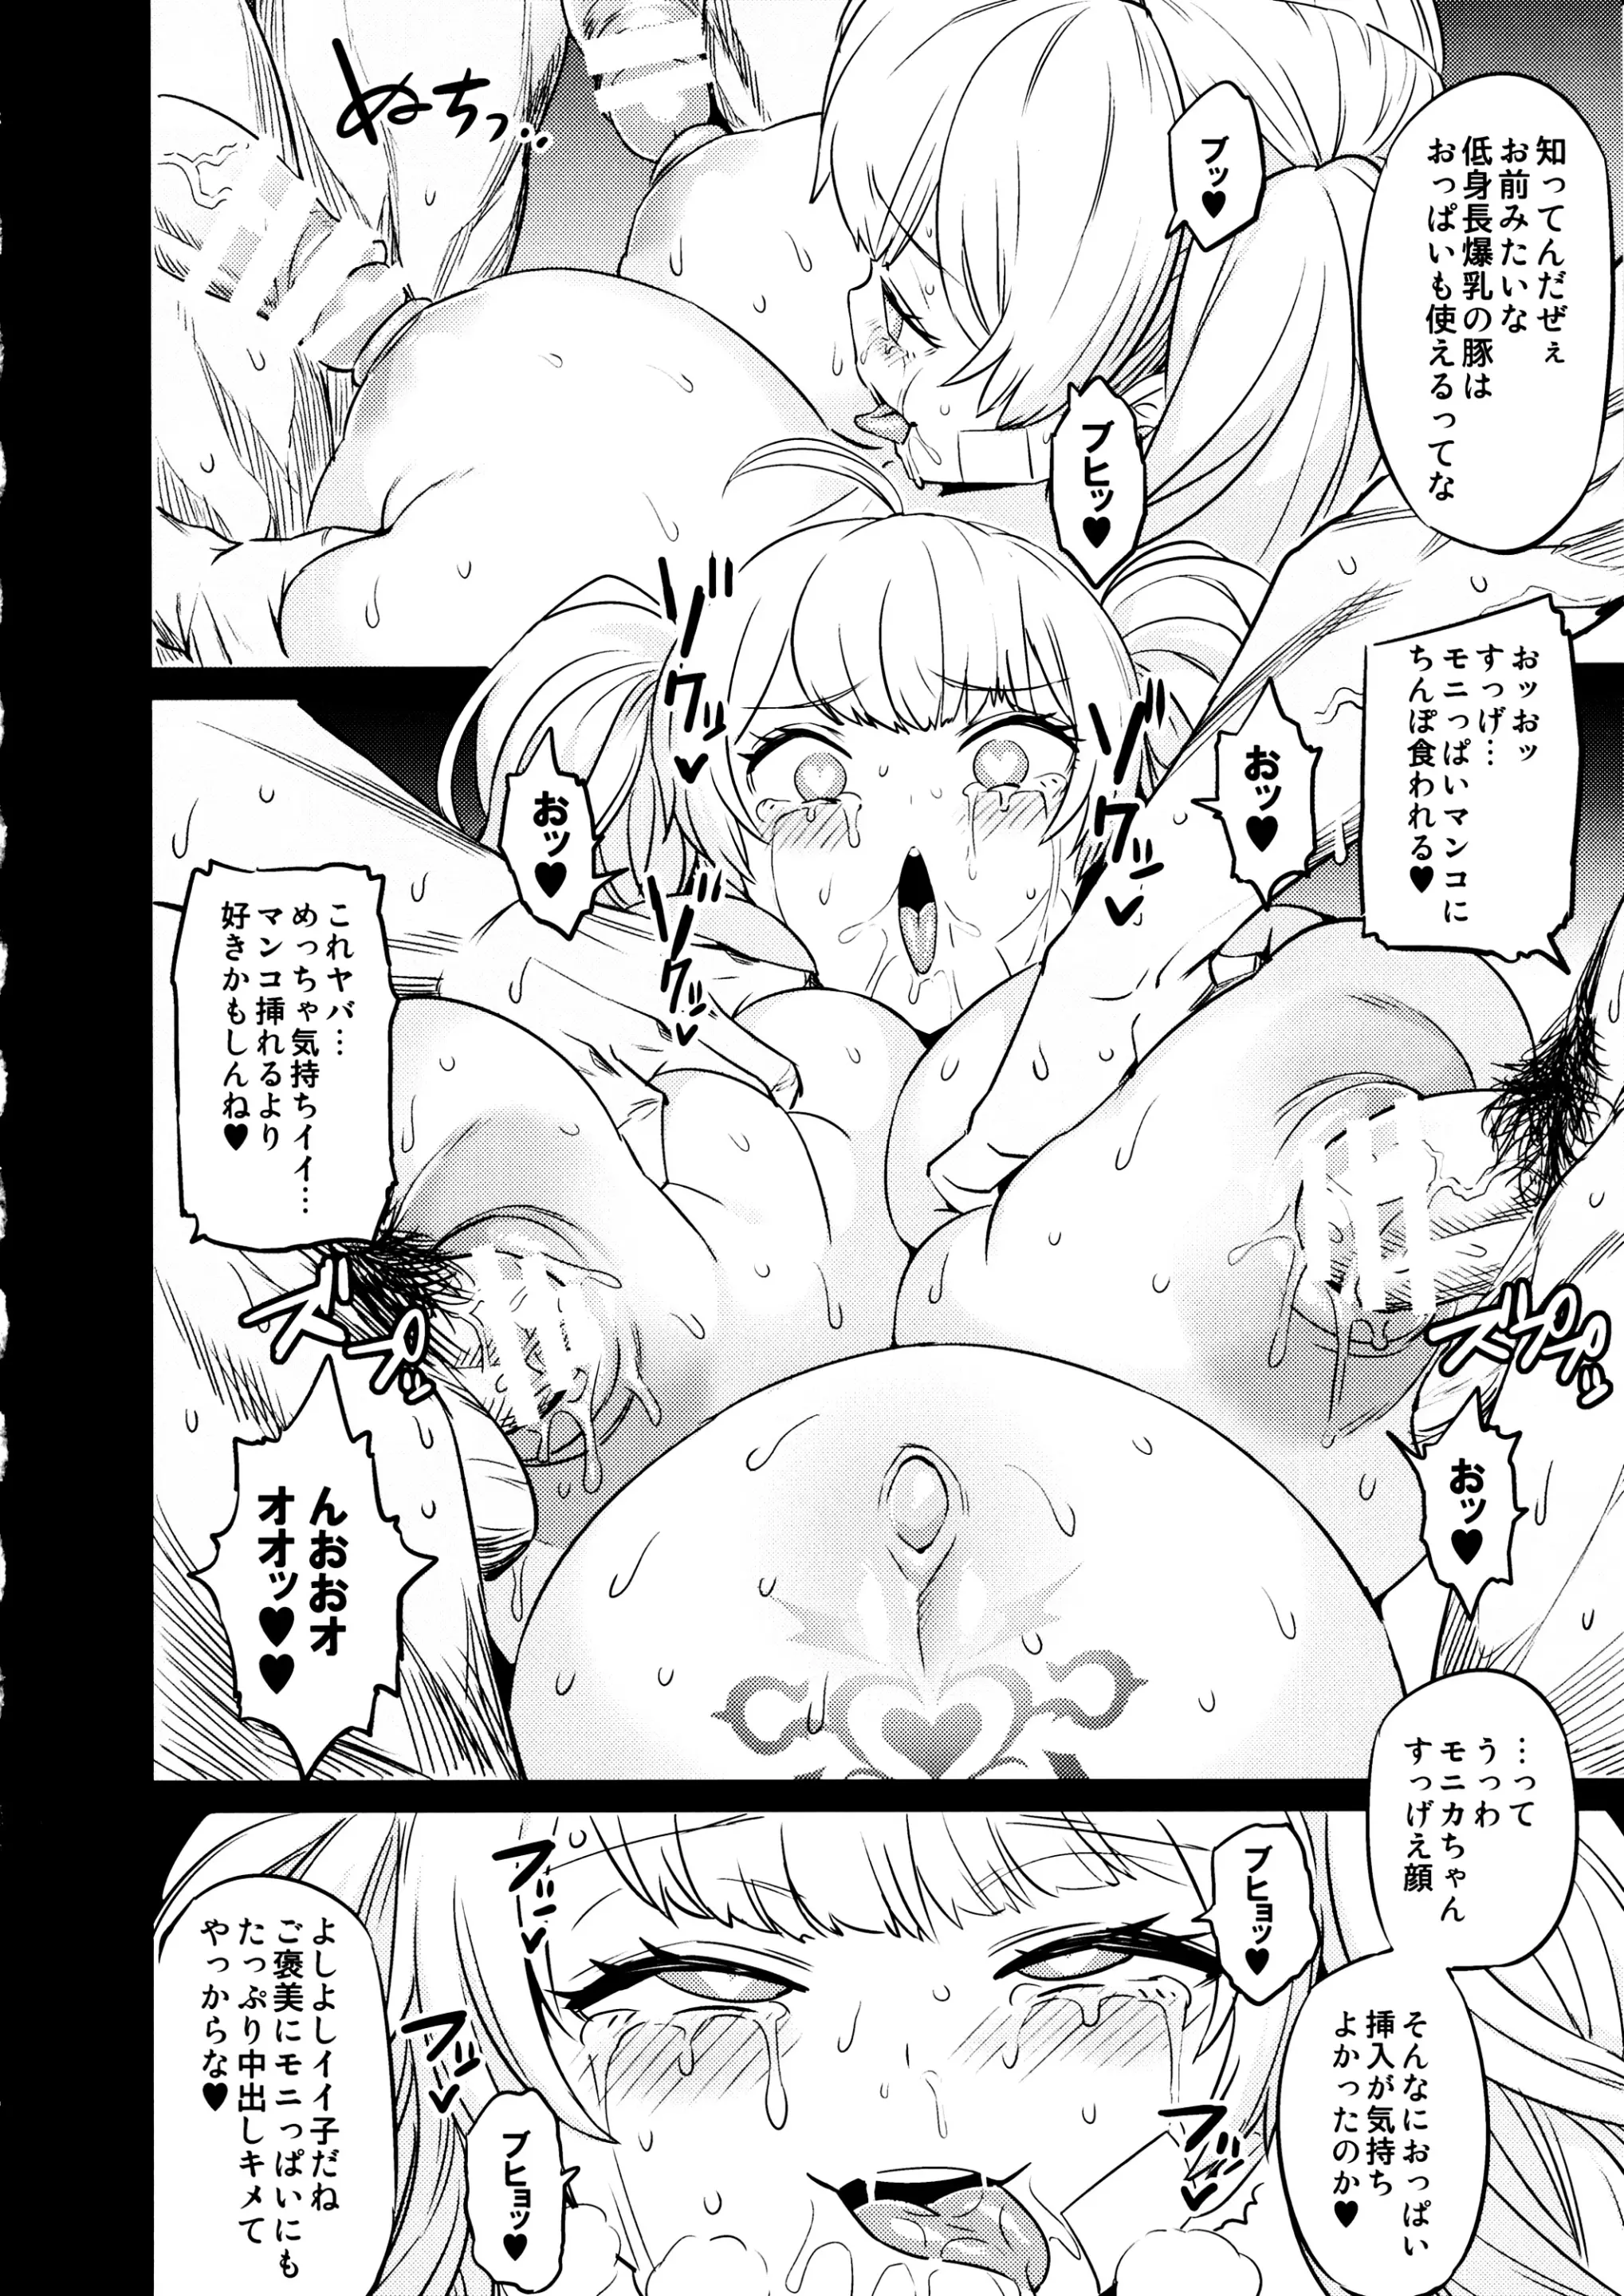 知ってんだぜぇ
お前みたいな
低身長爆乳の豚は
おっぱいも使えるってな
ブッ♥
ぬちっ‥
ブヒッ♥
おッおッ
すっげ…
モニっぱいマンコに
ちんぽ食われる♥
おッ♥
ビクッ
ビクッ
おッ♥
ビクッ
ビクッ
これヤバ…
めっちゃ気持ちイイ…
マンコ挿れるより
好きかもしんね♥
ズププッ
ズプッ
おッ♥
んおおオ
オオッ♥♥
…って
うっわ
モニカちゃん
すっげえ顔
そんなにおっぱい
挿入が気持ち
よかったのか♥
ブヒョッ♥
フーッ
フーッ
フーッ
ブヒョッ♥
よしよしイイ子だね
ご褒美にモニっぱいにも
たっぷり中出しキメて
やっからな♥